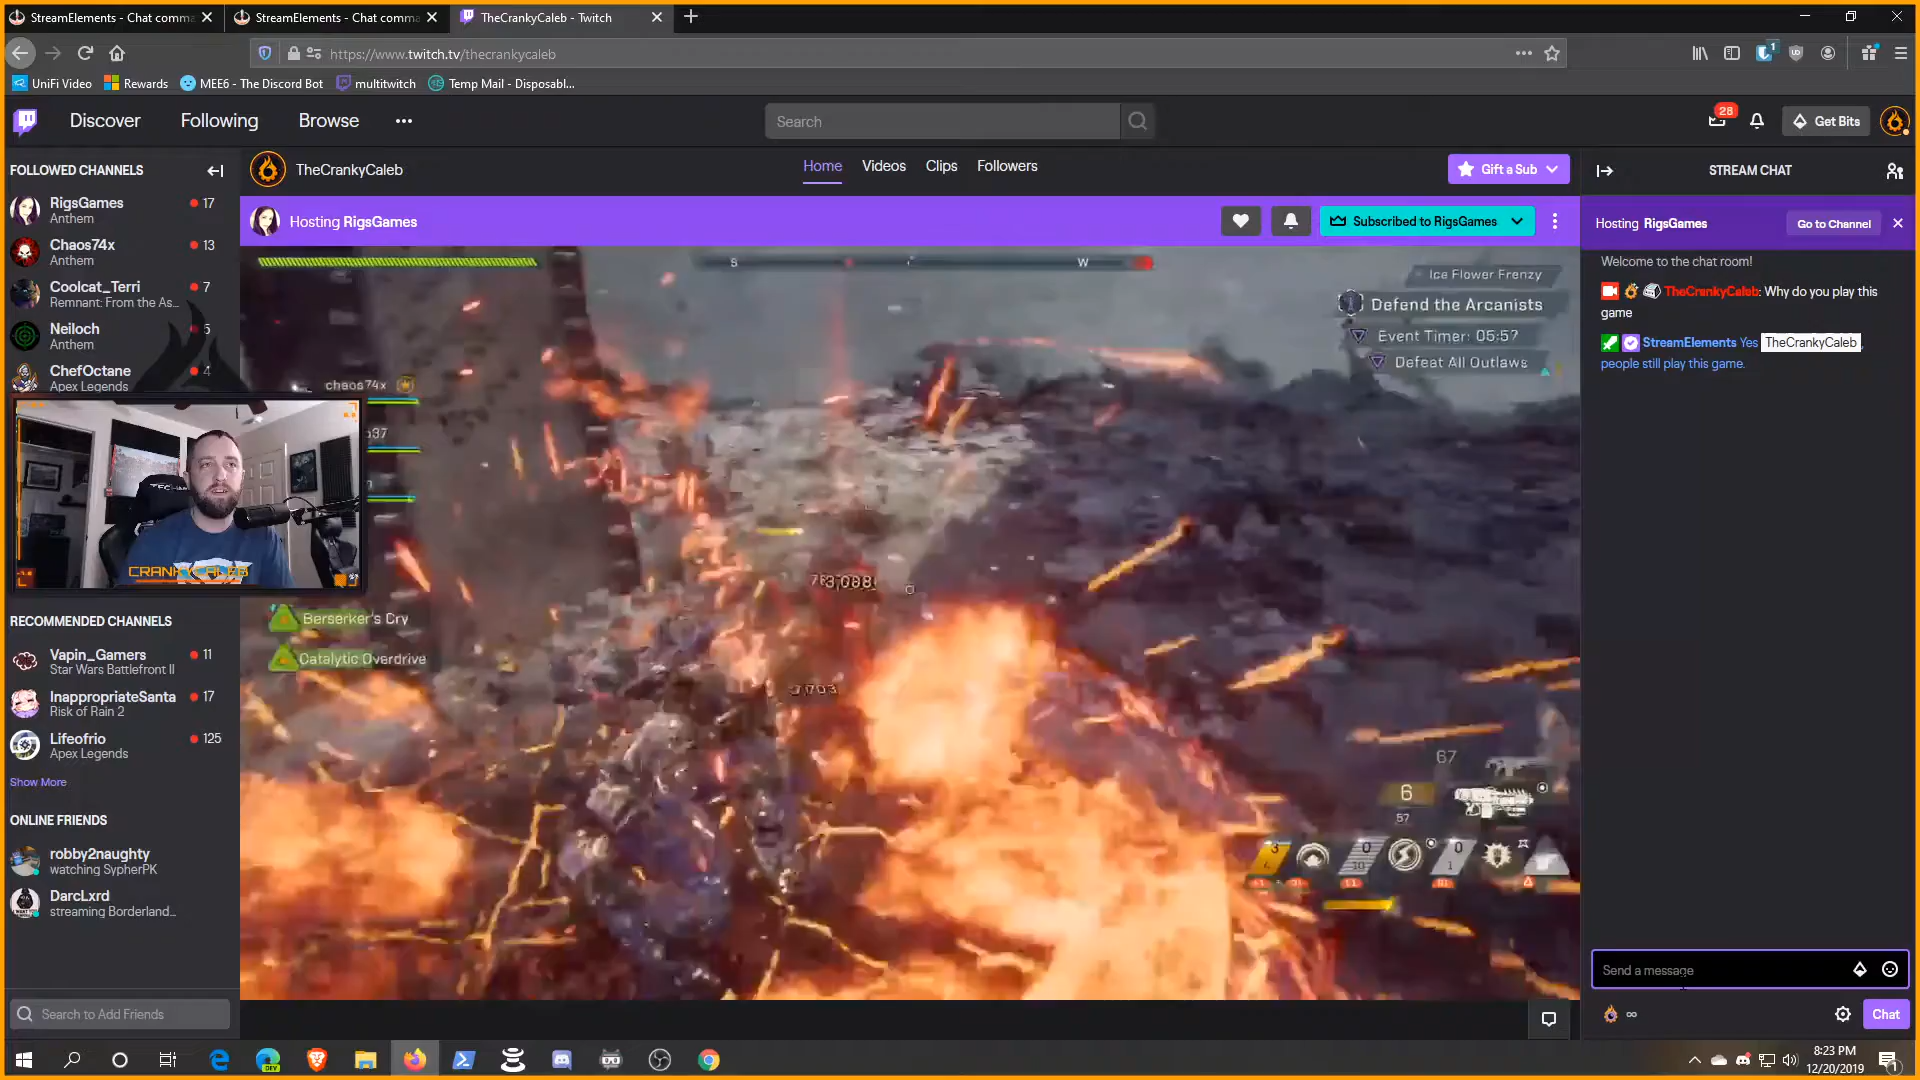 StreamElements - Chat comma
StreamElements - Chat comma
TheCrankyCaleb - Twitch
https://www.twitch.tv/thecrankycaleb
1
UniFi Video
Rewards
MEE6 - The Discord Bot
multitwitch
Temp Mail - Disposabl...
Discover
Following
Browse
Search
28
Get Bits
FOLLOWED CHANNELS
RigsGames
17
Anthem
Chaos74x
13
Anthem
Coolcat_Terri
7
Remnant: From the As...
Neiloch
5
Anthem
ChefOctane
4
Apex Legends
CRANKYCALEB
RECOMMENDED CHANNELS
Vapin_Gamers
11
Star Wars Battlefront II
InappropriateSanta
17
Risk of Rain 2
Lifeofrio
125
Apex Legends
Show More
ONLINE FRIENDS
robby2naughty
watching SypherPK
DarcLxrd
streaming Borderland...
Search to Add Friends
TheCrankyCaleb
Home
Videos
Clips
Followers
Gift a Sub
Hosting RigsGames
Subscribed to RigsGames
S
W
Ice Flower Frenzy
Defend the Arcanists
Event Timer: 05:57
Defeat All Outlaws
chaos74x
Berserker's Cry
Catalytic Overdrive
67
6
57
STREAM CHAT
Hosting RigsGames
Go to Channel
Welcome to the chat room!
TheCrankyCaleb: Why do you play this
game
StreamElements Yes TheCrankyCaleb,
people still play this game.
Send a message
Chat
8:23 PM
12/20/2019
1